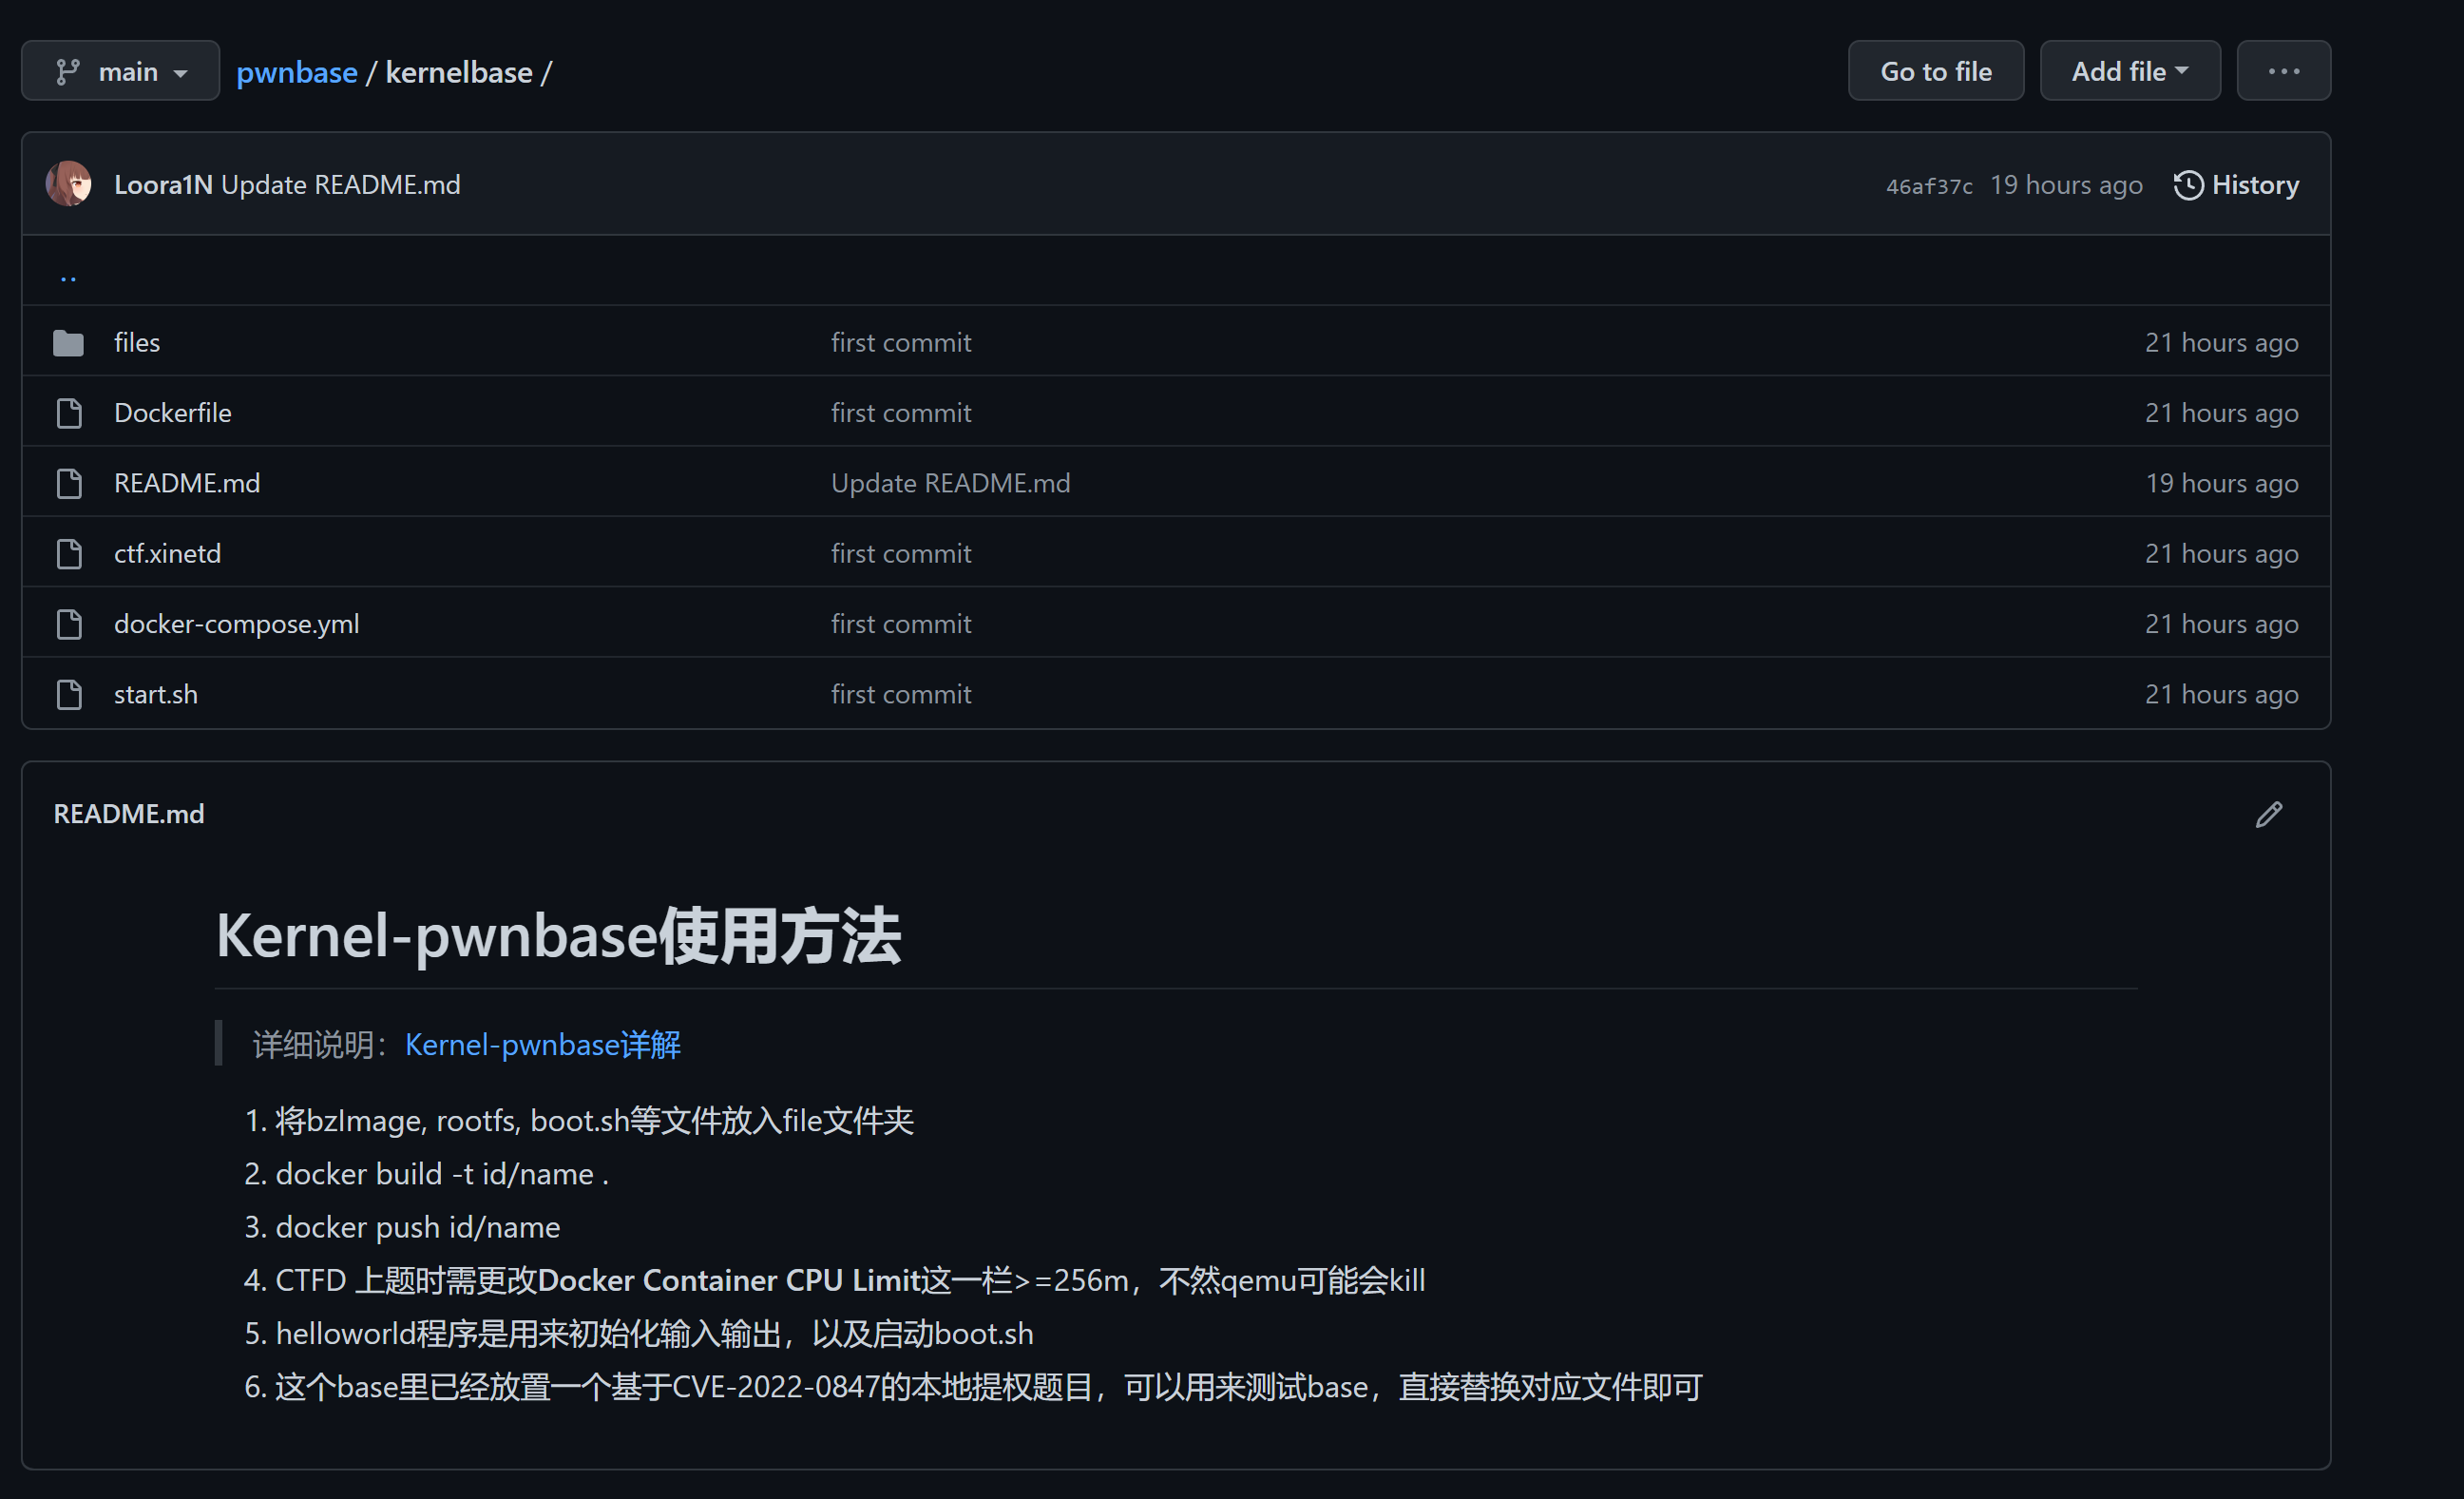 main
pwnbase / kernelbase /
Go to file
Add file
Loora1N Update README.md
46af37c 19 hours ago History
..
files first commit 21 hours ago
Dockerfile first commit 21 hours ago
README.md Update README.md 19 hours ago
ctf.xinetd first commit 21 hours ago
docker-compose.yml first commit 21 hours ago
start.sh first commit 21 hours ago
README.md
Kernel-pwnbase使用方法
详细说明：Kernel-pwnbase详解
1. 将bzImage, rootfs, boot.sh等文件放入file文件夹
2. docker build -t id/name .
3. docker push id/name
4. CTFD 上题时需更改Docker Container CPU Limit这一栏>=256m，不然qemu可能会kill
5. helloworld程序是用来初始化输入输出，以及启动boot.sh
6. 这个base里已经放置一个基于CVE-2022-0847的本地提权题目，可以用来测试base，直接替换对应文件即可